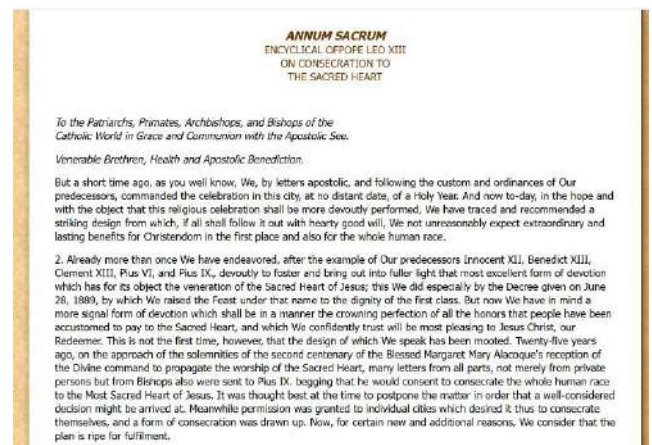 ANNUM SACRUM
ENCYCLICAL OFPOPE LEO XIII
ON CONSECRATION TO
THE SACRED HEART
To the Patriarchs, Primates, Archbishops, and Bishops of the
Catholic World in Grace and Communion with the Apostolic See.
Venerable Brethren, Health and Apostolic Benediction.
But a short time ago, as you well know, We, by letters apostolic, and following the custom and ordinances of Our
predecessors, commanded the celebration in this city, at no distant date, of a Holy Year. And now to-day, in the hope and
with the object that this religious celebration shall be more devoutly performed, We have traced and recommended a
striking design from which, if all shall follow it out with hearty good will, We not unreasonably expect extraordinary and
lasting benefits for Christendom in the first place and also for the whole human race.
2. Already more than once We have endeavored, after the example of Our predecessors Innocent XII, Benedict XIII,
Clement XIII, Pius VI, and Pius IX., devoutly to foster and bring out into fuller light that most excellent form of devotion
which has for its object the veneration of the Sacred Heart of Jesus; this We did especially by the Decree given on June
28, 1889, by which We raised the Feast under that name to the dignity of the first class. But now We have in mind a
more signal form of devotion which shall be in a manner the crowning perfection of all the honors that people have been
accustomed to pay to the Sacred Heart, and which We confidently trust will be most pleasing to Jesus Christ, our
Redeemer. This is not the first time, however, that the design of which We speak has been mooted. Twenty-five years
ago, on the approach of the solemnities of the second centenary of the Blessed Margaret Mary Alacoque's reception of
the Divine command to propagate the worship of the Sacred Heart, many letters from all parts, not merely from private
persons but from Bishops also were sent to Pius IX. begging that he would consent to consecrate the whole human race
to the Most Sacred Heart of Jesus. It was thought best at the time to postpone the matter in order that a well-considered
decision might be arrived at. Meanwhile permission was granted to individual cities which desired it thus to consecrate
themselves, and a form of consecration was drawn up. Now, for certain new and additional reasons, We consider that the
plan is ripe for fulfilment.